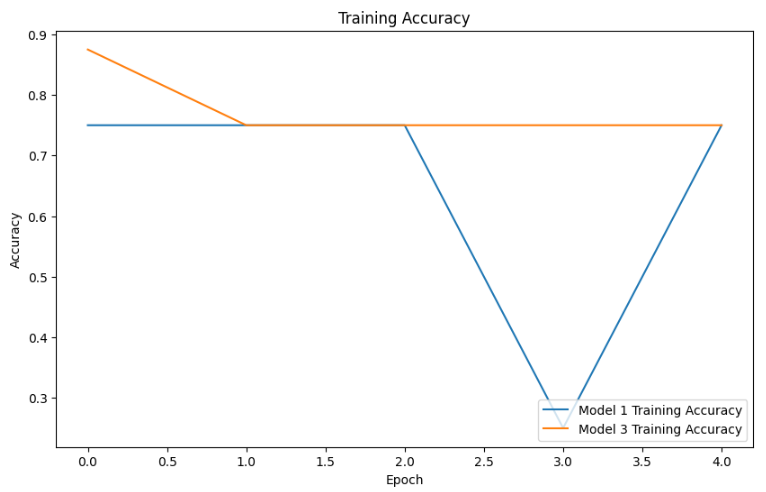 Training Accuracy
Accuracy
0.9
0.8
0.7
0.6
0.5
0.4
0.3
Model 1 Training Accuracy
Model 3 Training Accuracy
0.0 0.5 1.0 1.5 2.0 2.5 3.0 3.5 4.0
Epoch